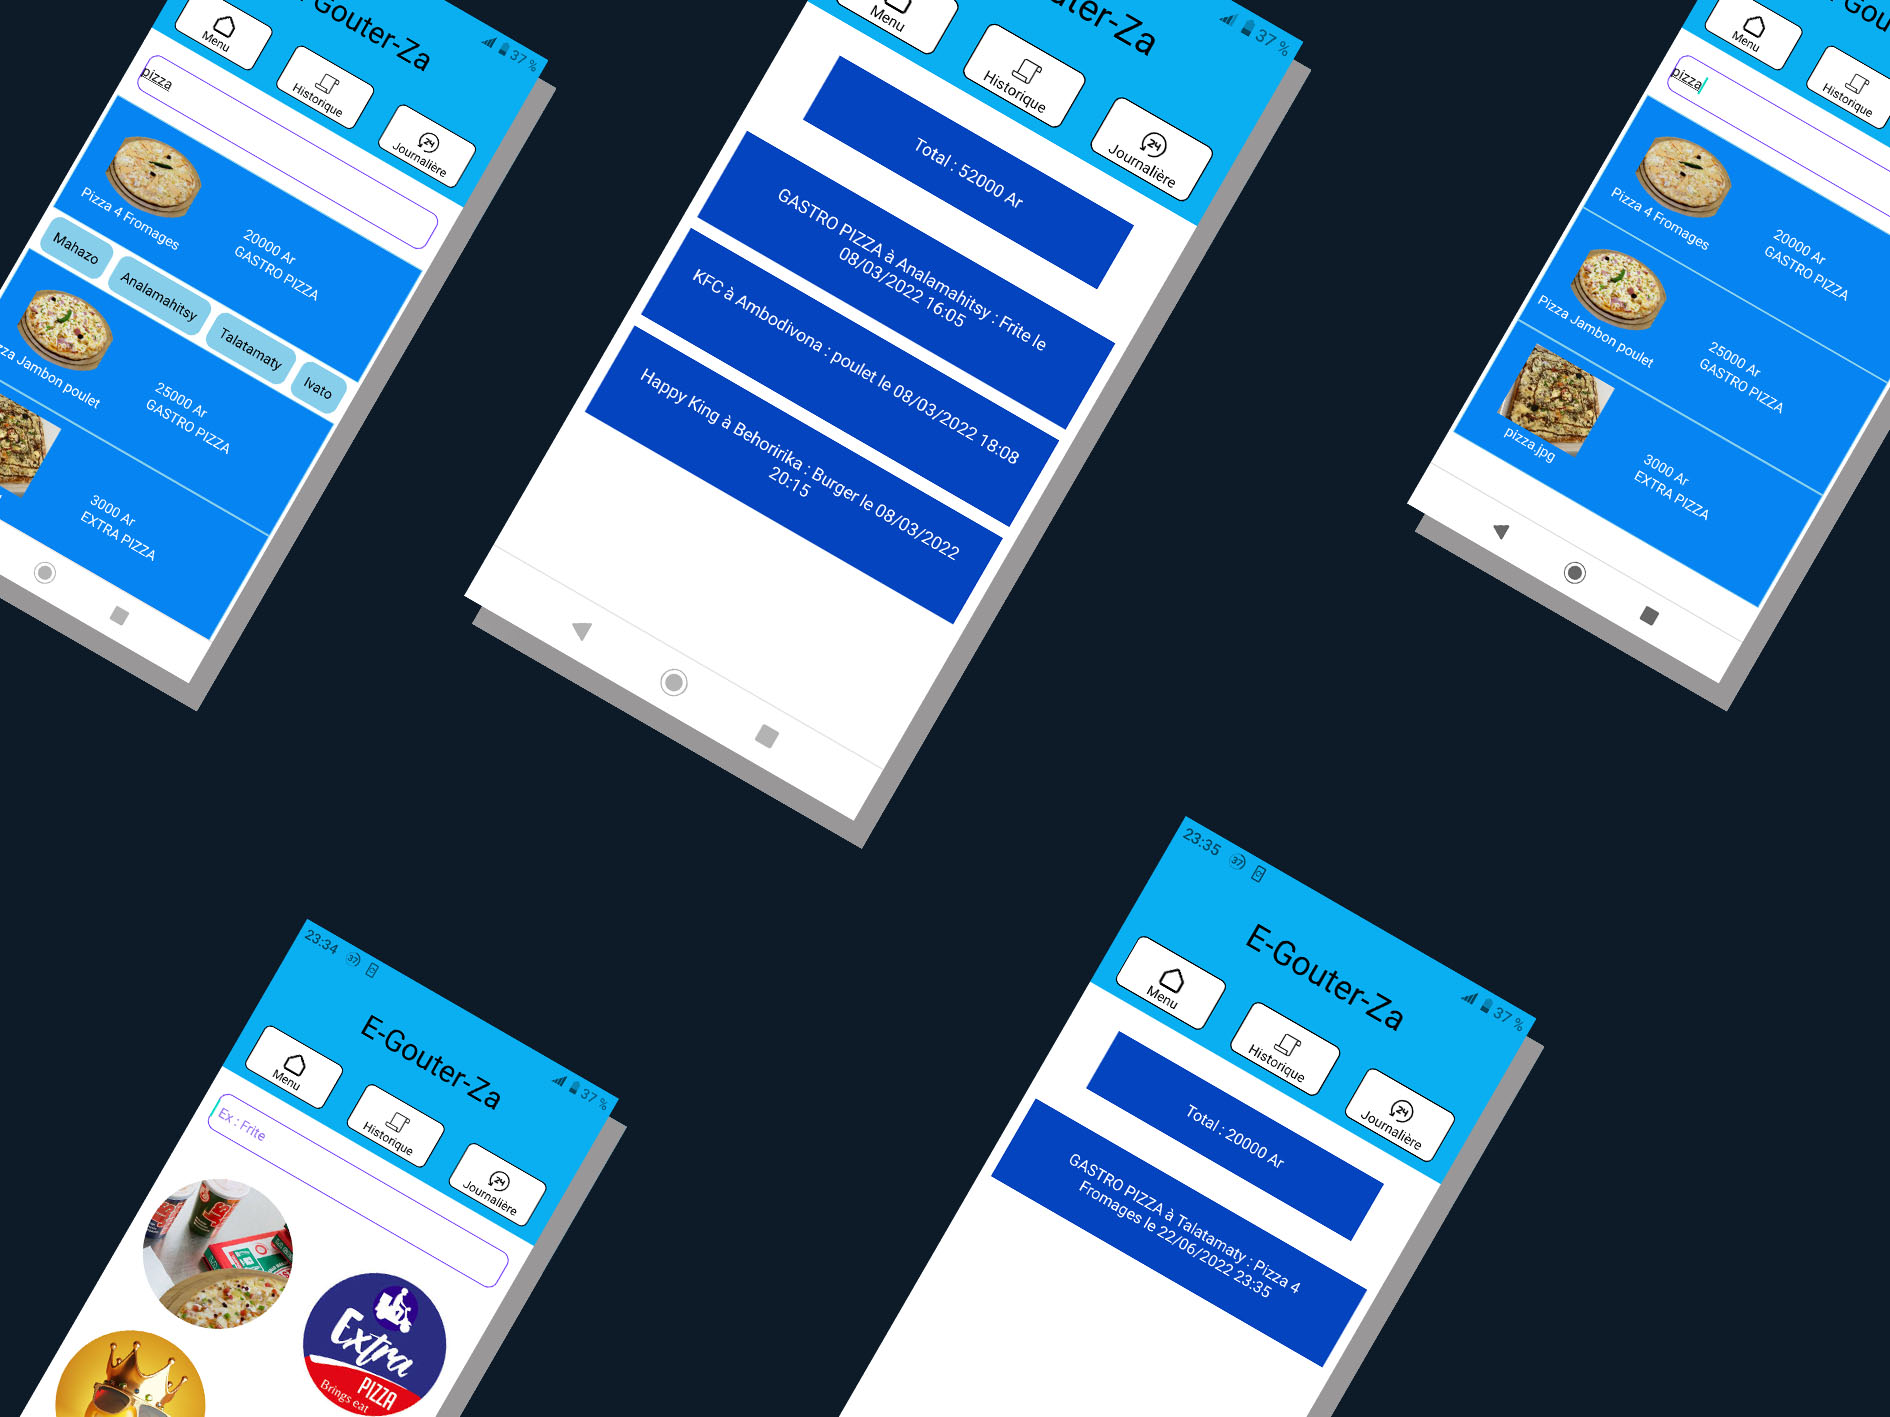 -Gouter-Za
37 %
Menu
Historique
Journalière
pizza
Pizza 4 Fromages
20000 Ar
GASTRO PIZZA
Mahazo
Analamahitsy
Talatamaty
Ivato
za Jambon poulet
25000 Ar
GASTRO PIZZA
3000 Ar
EXTRA PIZZA
uter-Za
37 %
Menu
Historique
Journalière
Total : 52000 Ar
GASTRO PIZZA à Analamahitsy : Frite le
08/03/2022 16:05
KFC à Ambodivona : poulet le 08/03/2022 18:08
Happy King à Behoririka : Burger le 08/03/2022
20:15
Gou
Menu
Historique
pizza
Pizza 4 Fromages
20000 Ar
GASTRO PIZZA
Pizza Jambon poulet
25000 Ar
GASTRO PIZZA
pizza.jpg
3000 Ar
EXTRA PIZZA
23:34
37
37 %
E-Gouter-Za
Menu
Historique
24
Journalière
Ex : Frite
Extra
PIZZA
Brings eat
23:35
37
37 %
E-Gouter-Za
Menu
Historique
24
Journalière
Total : 20000 Ar
GASTRO PIZZA à Talatamaty : Pizza 4
Fromages le 22/06/2022 23:35